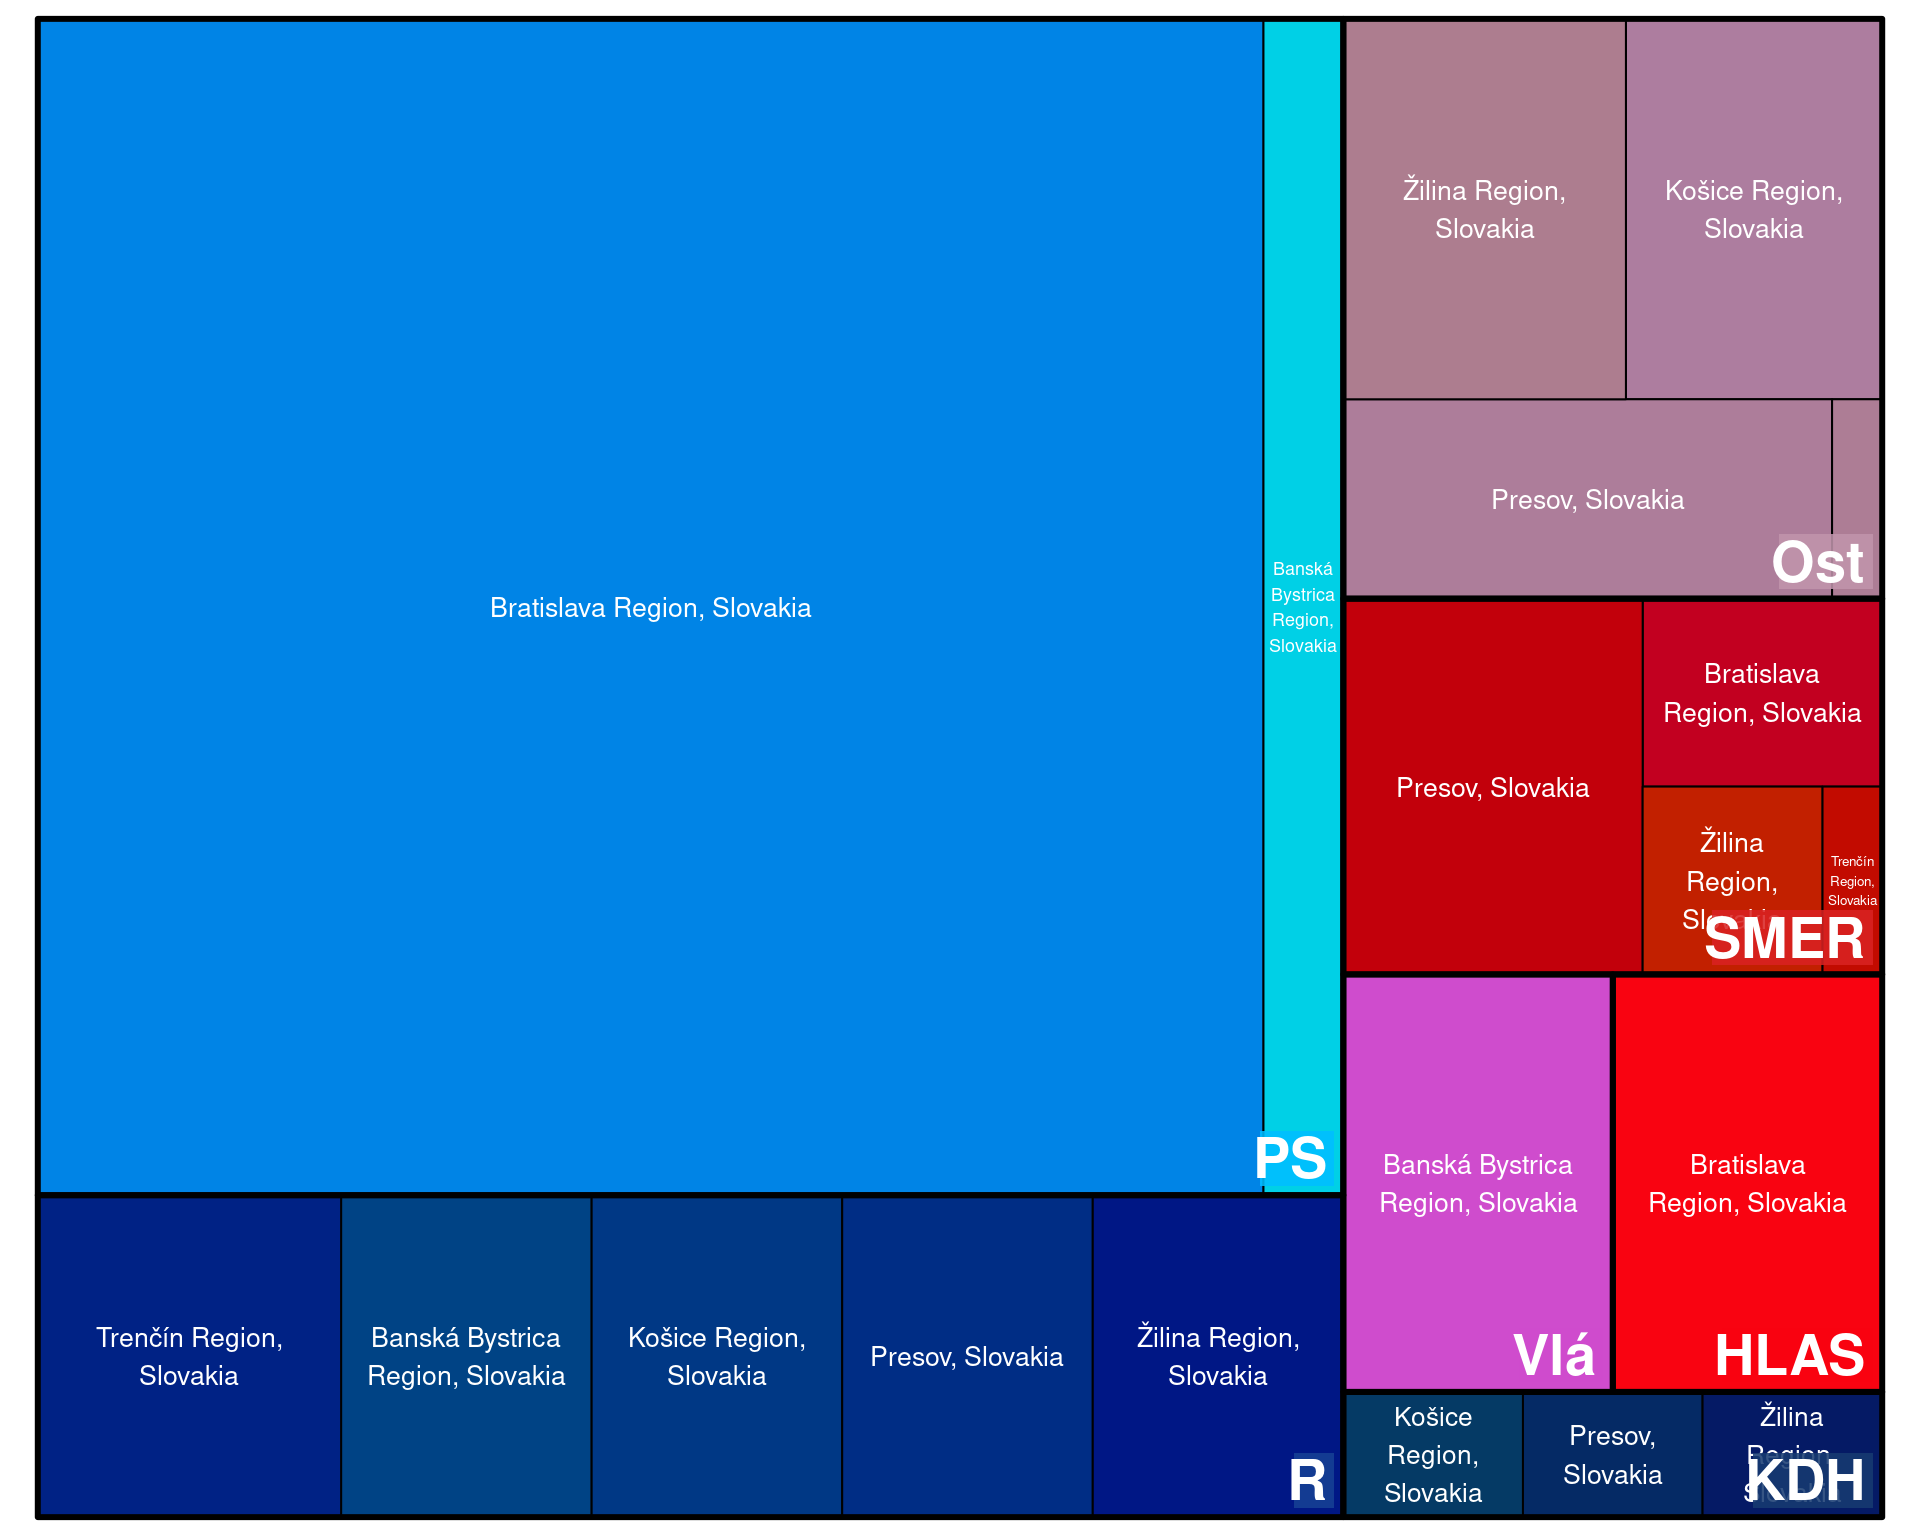 Bratislava Region, Slovakia
Banská
Bystrica
Region,
Slovakia
PS
Trenčín Region,
Slovakia
Banská Bystrica
Region, Slovakia
Košice Region,
Slovakia
Presov, Slovakia
Žilina Region,
Slovakia
R
Žilina Region,
Slovakia
Košice Region,
Slovakia
Presov, Slovakia
Ost
Presov, Slovakia
Bratislava
Region, Slovakia
Žilina
Region,
Slovakia
Trenčín
Region,
Slovakia
SMER
Banská Bystrica
Region, Slovakia
Vlá
Bratislava
Region, Slovakia
HLAS
Košice
Region,
Slovakia
Presov,
Slovakia
Žilina
Region,
Slovakia
KDH